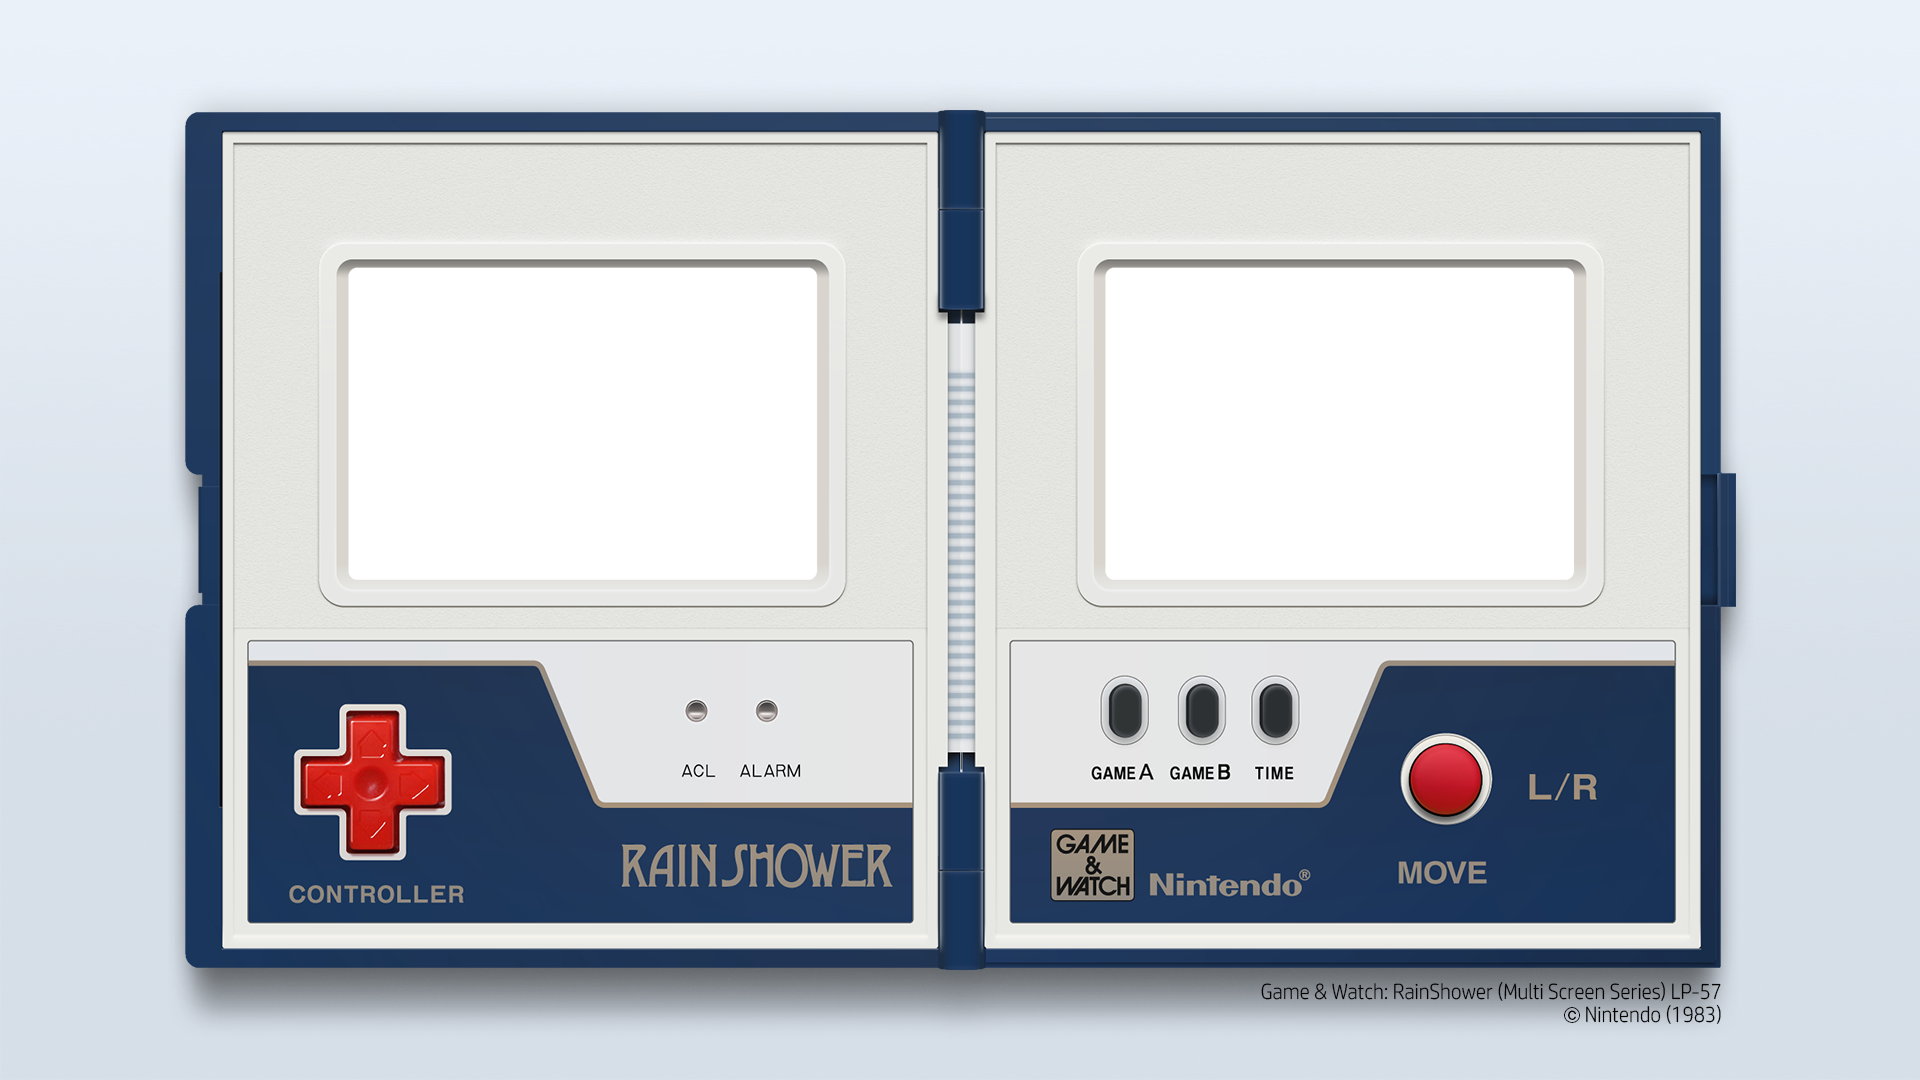 ACL ALARM
CONTROLLER
RAIN SHOWER
GAME A GAME B TIME
GAME
&
WATCH
Nintendo®
L/R
MOVE
Game & Watch: RainShower (Multi Screen Series) LP-57
© Nintendo (1983)